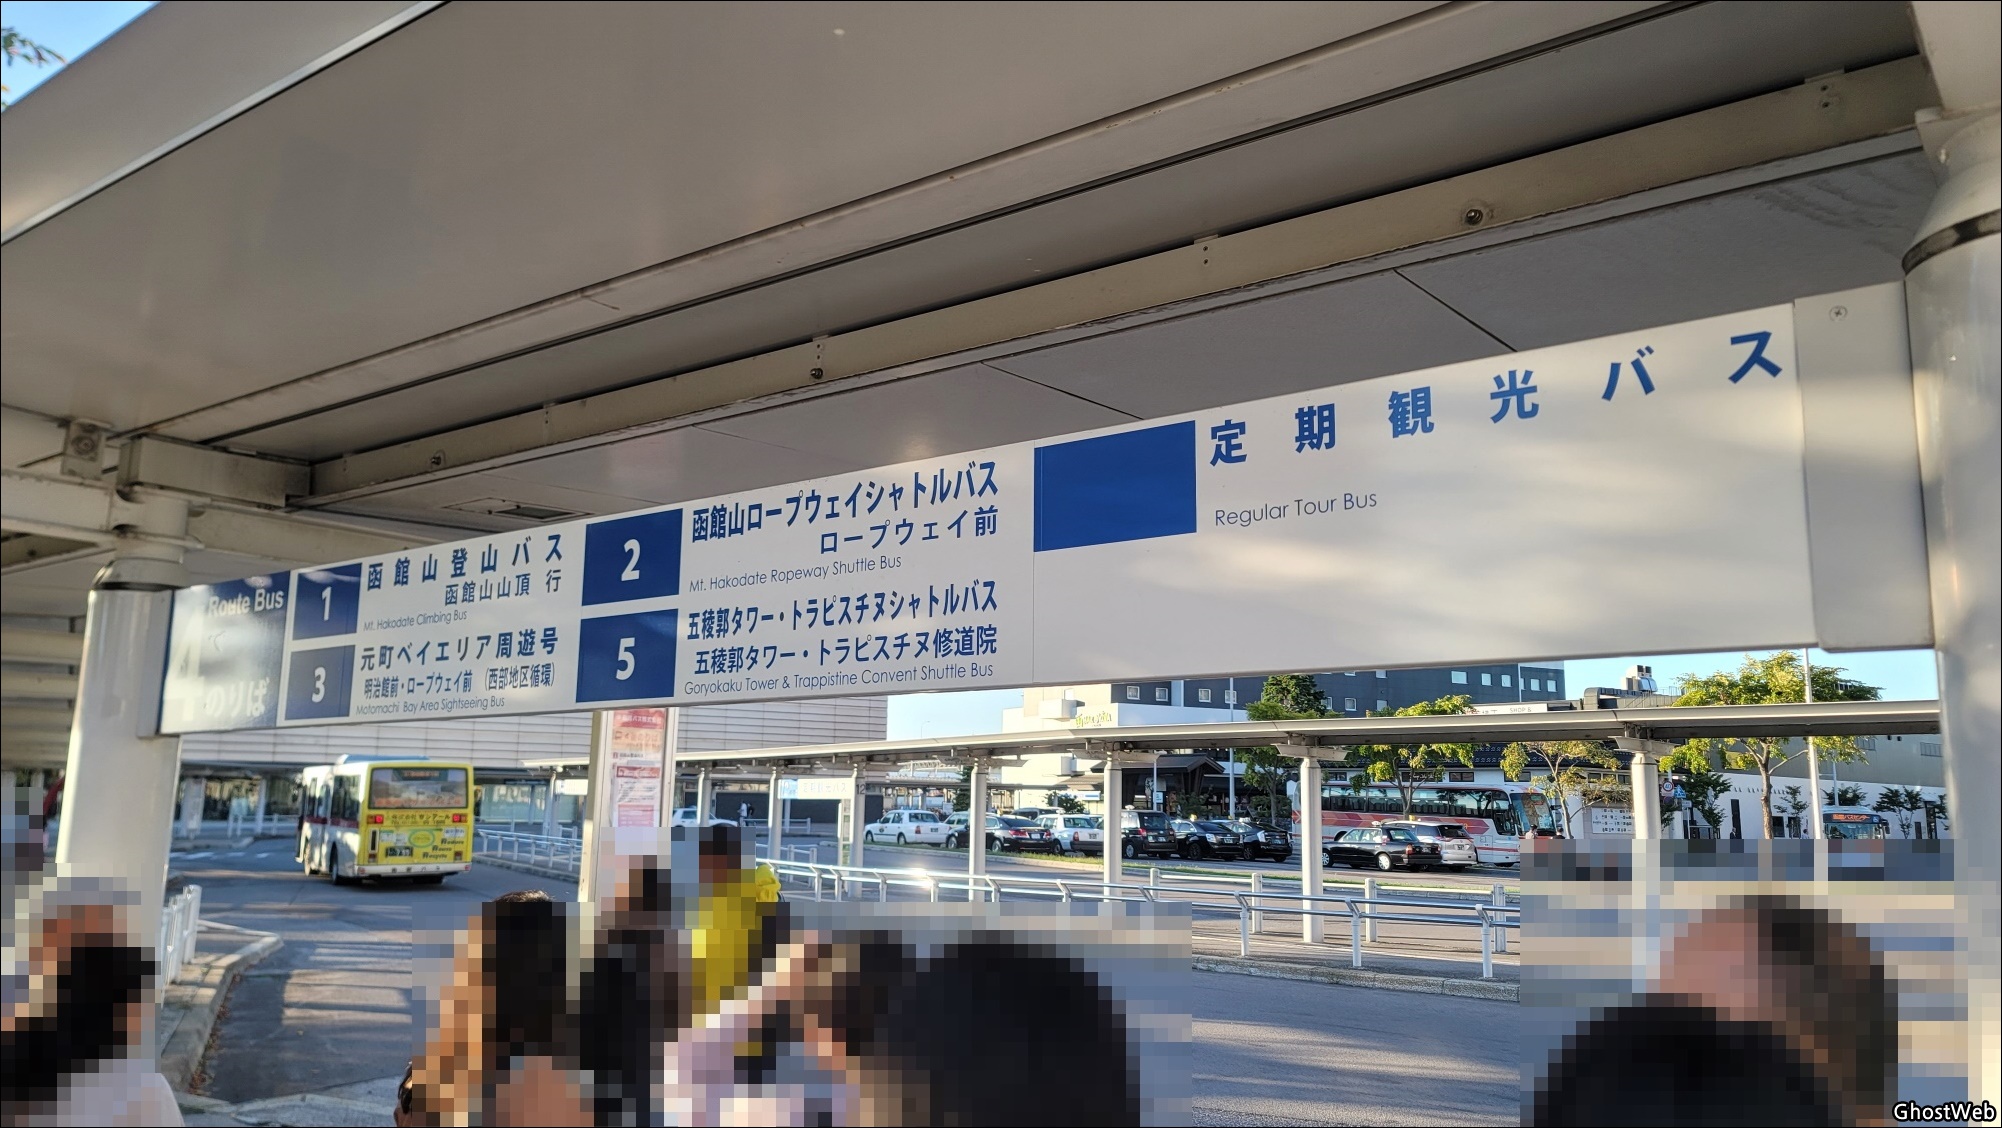 Route Bus
4
のりば
1
函館山登山バス
函館山山頂 行
Mt. Hakodate Climbing Bus
3
元町ベイエリア周遊号
明治館前・ロープウェイ前 (西部地区循環)
Motomachi Bay Area Sightseeing Bus
2
函館山ロープウェイシャトルバス
ロープウェイ前
Mt. Hakodate Ropeway Shuttle Bus
5
五稜郭タワー・トラピスチヌシャトルバス
五稜郭タワー・トラピスチヌ修道院
Goryokaku Tower & Trappistine Convent Shuttle Bus
定期観光バス
Regular Tour Bus
12
GhostWeb